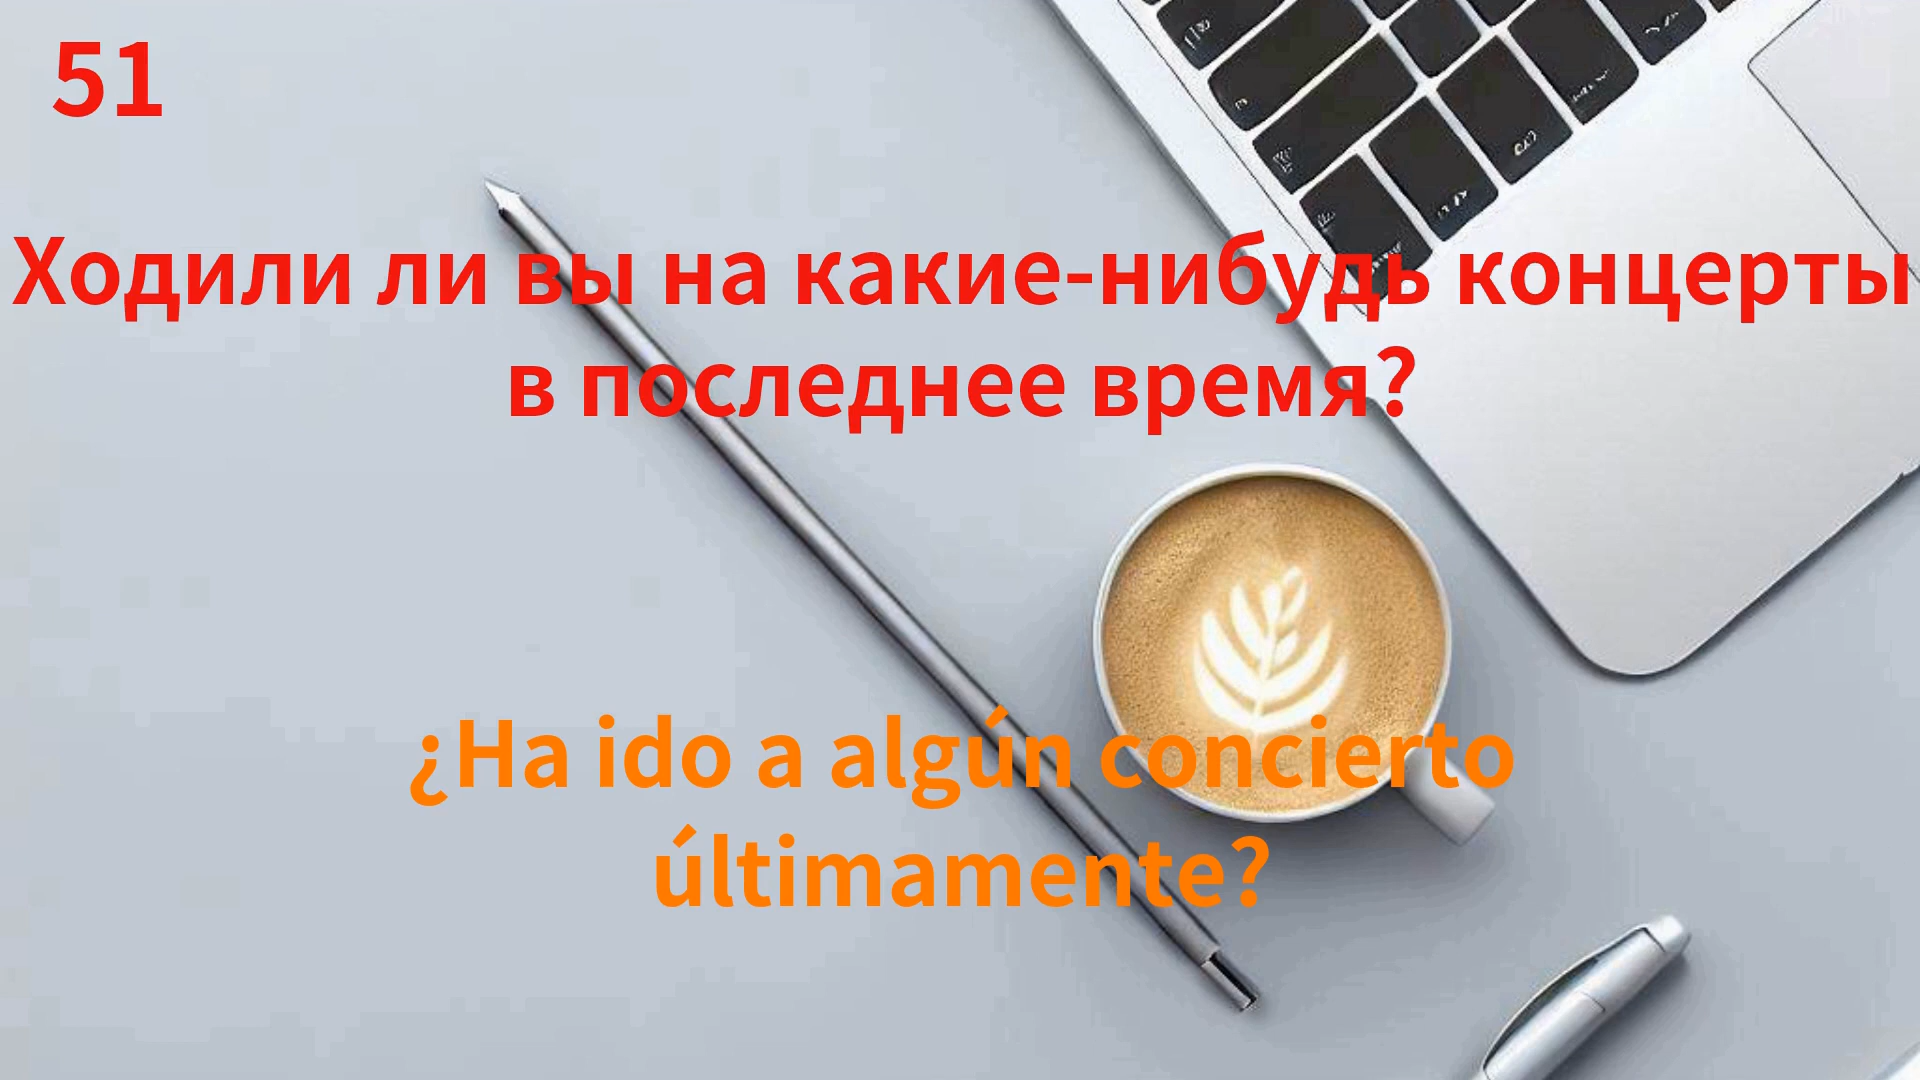 51
Ходили ли вы на какие-нибудь концерты
в последнее время?
¿Ha ido a algún concierto
últimamente?